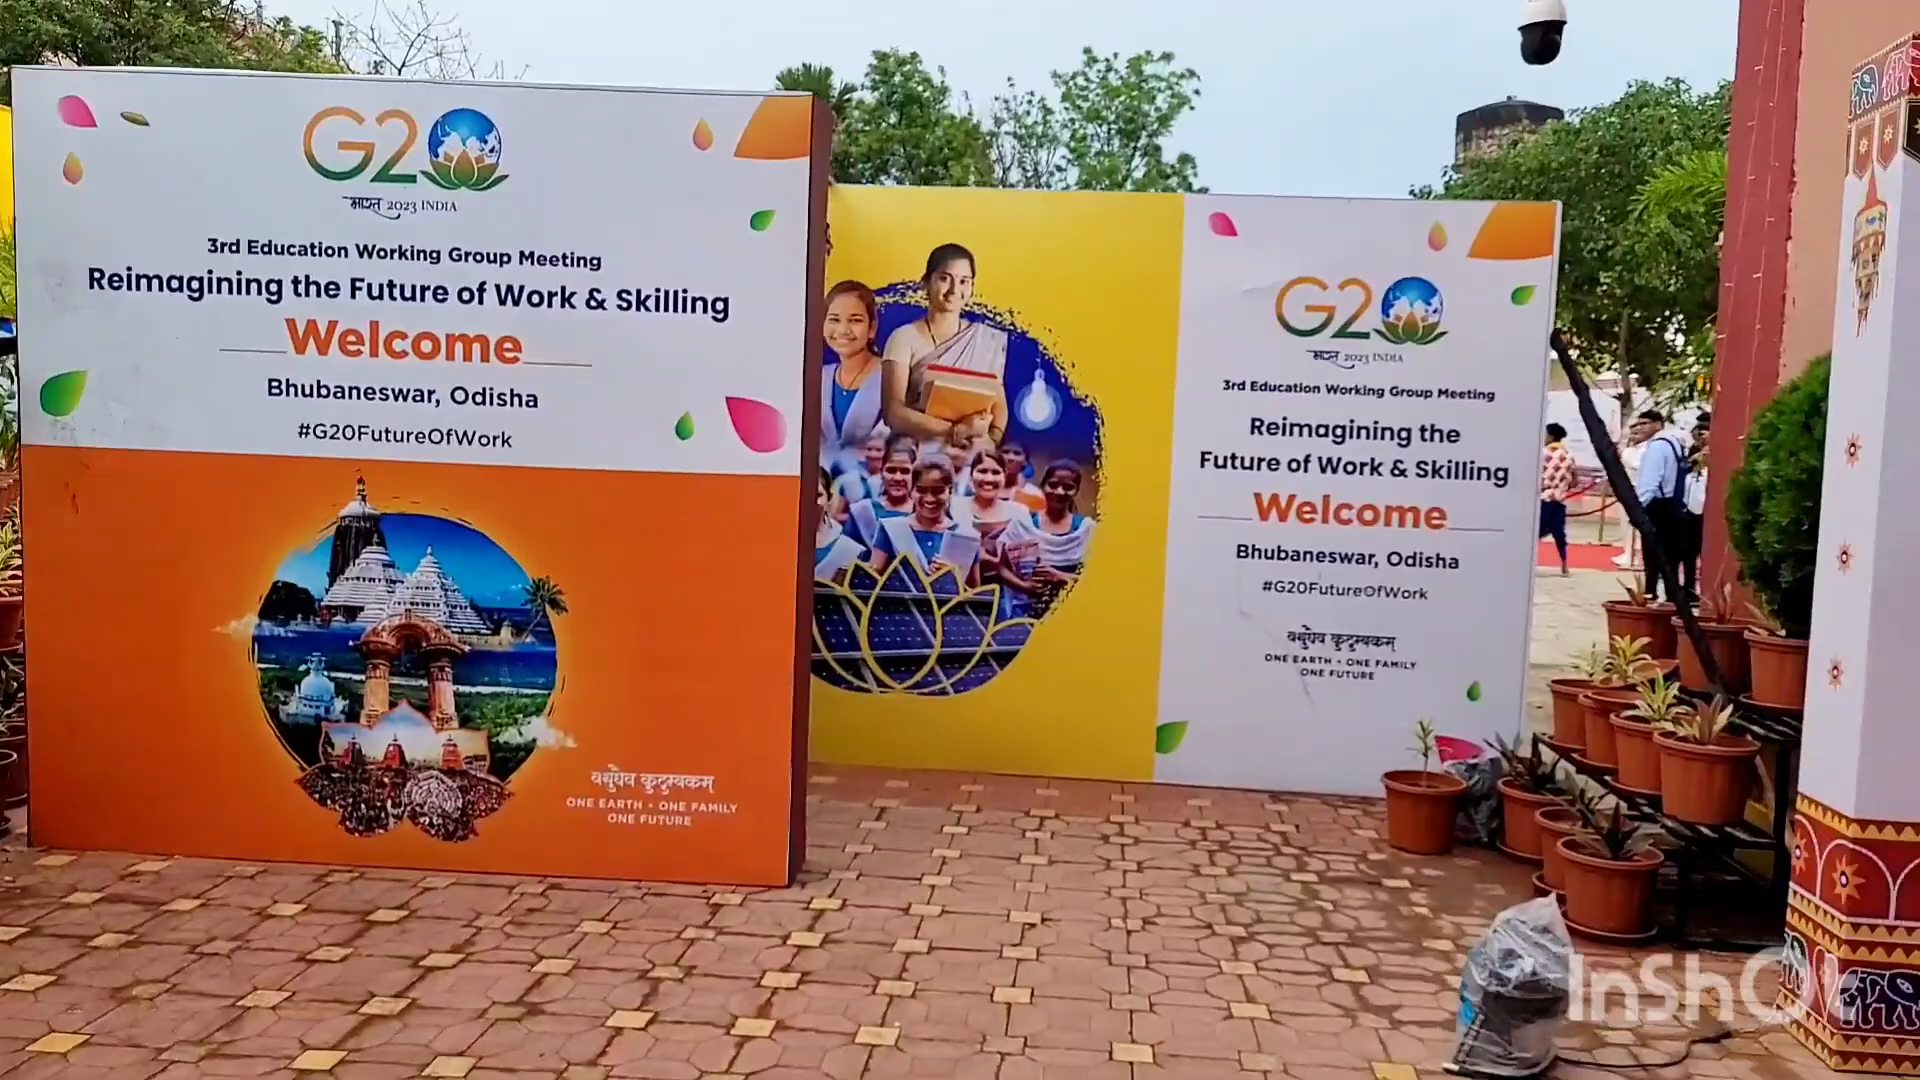 G20
भारत 2023 INDIA
3rd Education Working Group Meeting
Reimagining the Future of Work & Skilling
Welcome
Bhubaneswar, Odisha
#G20FutureOfWork
वसुधैव कुटुम्बकम्
ONE EARTH • ONE FAMILY
ONE FUTURE
G20
भारत 2023 INDIA
3rd Education Working Group Meeting
Reimagining the
Future of Work & Skilling
Welcome
Bhubaneswar, Odisha
#G20FutureOfWork
वसुधैव कुटुम्बकम्
ONE EARTH • ONE FAMILY
ONE FUTURE
InShO